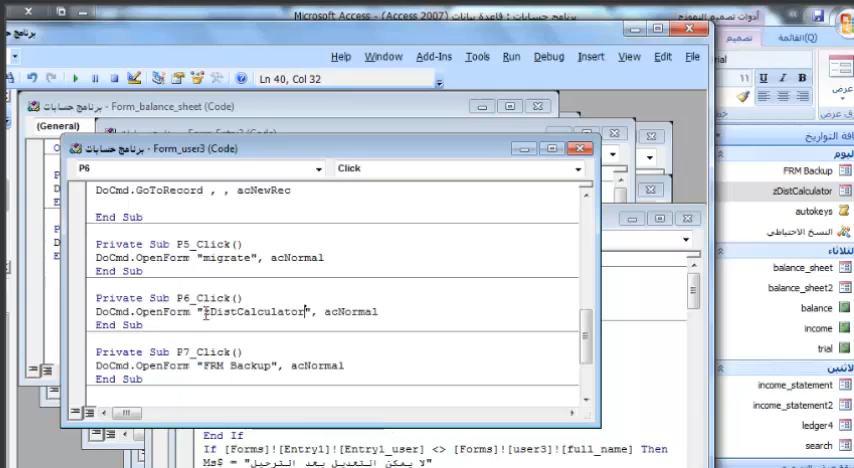 برنامج حسابات : قاعدة بيانات (Access 2007) - Microsoft Access
أدوات تصميم النموذج
القائمة(Q)
تصميم
برنامج
File Edit View Insert Debug Run Tools Add-Ins Window Help
Ln 40, Col 32
11
I U
عرض
Form_balance_sheet (Code) - برنامج حسابات
(General)
Form_user3 (Code) - برنامج حسابات
P6
Click
DoCmd.GoToRecord , , acNewRec
End Sub
Private Sub P5_Click()
DoCmd.OpenForm "migrate", acNormal
End Sub
Private Sub P6_Click()
DoCmd.OpenForm "zDistCalculator", acNormal
End Sub
Private Sub P7_Click()
DoCmd.OpenForm "FRM Backup", acNormal
End Sub
End If
If [Forms]![Entry1]![Entry1_user] <> [Forms]![user3]![full_name] Then
Ms$ = "لا يمكن التعديل بعد الترحيل"
FRM Backup
zDistCalculator
autokeys
النسخ الاحتياطي
balance_sheet
balance_sheet2
balance
income
trial
income_statement
income_statement2
ledger4
search